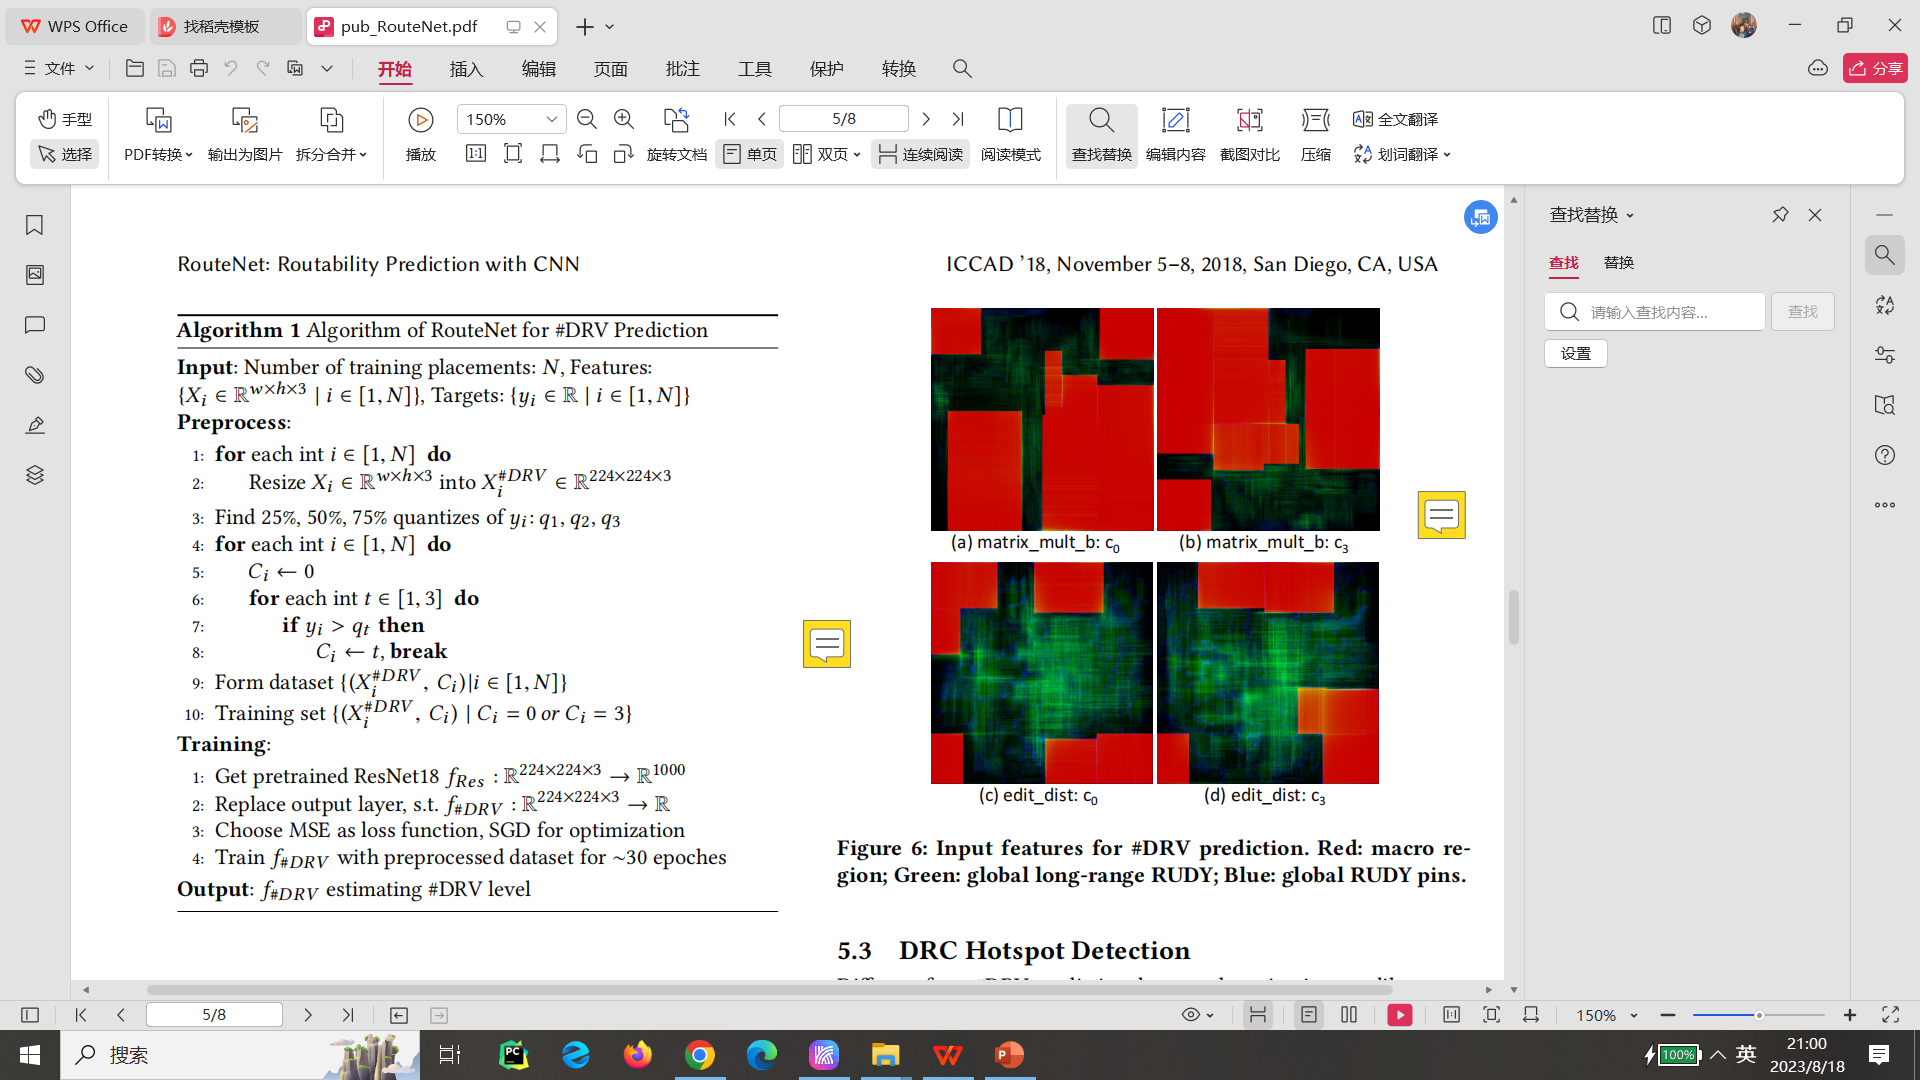 WPS Office
找稻壳模板
pub_RouteNet.pdf
文件
开始
插入
编辑
页面
批注
工具
保护
转换
分享
手型
选择
PDF转换
输出为图片
拆分合并
播放
150%
5/8
旋转文档
单页
双页
连续阅读
阅读模式
查找替换
编辑内容
截图对比
压缩
全文翻译
划词翻译
RouteNet: Routability Prediction with CNN
ICCAD ’18, November 5–8, 2018, San Diego, CA, USA
Algorithm 1 Algorithm of RouteNet for #DRV Prediction
Input: Number of training placements: N, Features:
{X_i ∈ ℝ^{w×h×3} | i ∈ [1, N]}, Targets: {y_i ∈ ℝ | i ∈ [1, N]}
Preprocess:
1: for each int i ∈ [1, N] do
2: Resize X_i ∈ ℝ^{w×h×3} into X_i^{#DRV} ∈ ℝ^{224×224×3}
3: Find 25%, 50%, 75% quantizes of y_i: q_1, q_2, q_3
4: for each int i ∈ [1, N] do
5: C_i ← 0
6: for each int t ∈ [1, 3] do
7: if y_i > q_t then
8: C_i ← t, break
9: Form dataset {(X_i^{#DRV}, C_i)|i ∈ [1, N]}
10: Training set {(X_i^{#DRV}, C_i) | C_i = 0 or C_i = 3}
Training:
1: Get pretrained ResNet18 f_{Res} : ℝ^{224×224×3} → ℝ^{1000}
2: Replace output layer, s.t. f_{#DRV} : ℝ^{224×224×3} → ℝ
3: Choose MSE as loss function, SGD for optimization
4: Train f_{#DRV} with preprocessed dataset for ~30 epoches
Output: f_{#DRV} estimating #DRV level
(a) matrix_mult_b: c_0
(b) matrix_mult_b: c_3
(c) edit_dist: c_0
(d) edit_dist: c_3
Figure 6: Input features for #DRV prediction. Red: macro re-
gion; Green: global long-range RUDY; Blue: global RUDY pins.
5.3 DRC Hotspot Detection
查找替换
查找
替换
请输入查找内容...
查找
设置
5/8
150%
搜索
100%
英
21:00
2023/8/18